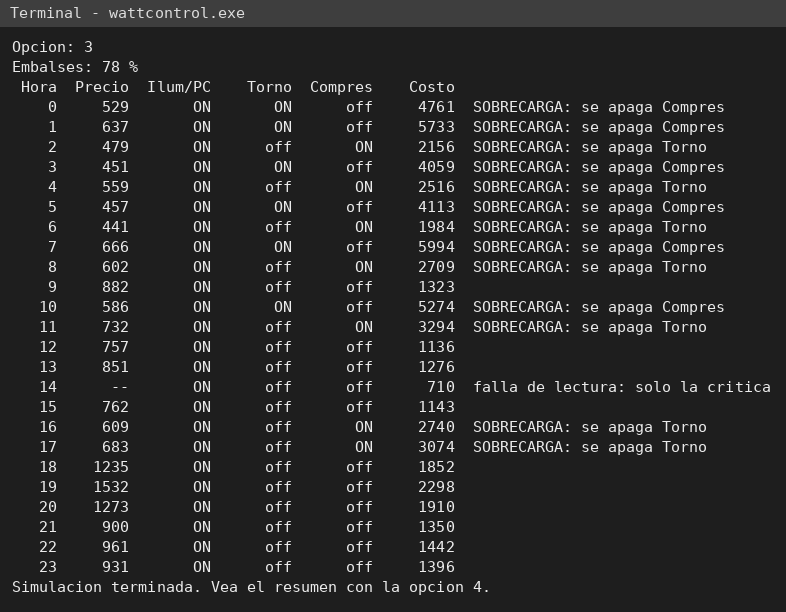 Terminal - wattcontrol.exe
Opcion: 3
Embalses: 78 %
 Hora  Precio  Ilum/PC    Torno  Compres    Costo
    0     529       ON       ON      off     4761  SOBRECARGA: se apaga Compres
    1     637       ON       ON      off     5733  SOBRECARGA: se apaga Compres
    2     479       ON      off       ON     2156  SOBRECARGA: se apaga Torno
    3     451       ON       ON      off     4059  SOBRECARGA: se apaga Compres
    4     559       ON      off       ON     2516  SOBRECARGA: se apaga Torno
    5     457       ON       ON      off     4113  SOBRECARGA: se apaga Compres
    6     441       ON      off       ON     1984  SOBRECARGA: se apaga Torno
    7     666       ON       ON      off     5994  SOBRECARGA: se apaga Compres
    8     602       ON      off       ON     2709  SOBRECARGA: se apaga Torno
    9     882       ON      off      off     1323
   10     586       ON       ON      off     5274  SOBRECARGA: se apaga Compres
   11     732       ON      off       ON     3294  SOBRECARGA: se apaga Torno
   12     757       ON      off      off     1136
   13     851       ON      off      off     1276
   14      --       ON      off      off      710  falla de lectura: solo la critica
   15     762       ON      off      off     1143
   16     609       ON      off       ON     2740  SOBRECARGA: se apaga Torno
   17     683       ON      off       ON     3074  SOBRECARGA: se apaga Torno
   18    1235       ON      off      off     1852
   19    1532       ON      off      off     2298
   20    1273       ON      off      off     1910
   21     900       ON      off      off     1350
   22     961       ON      off      off     1442
   23     931       ON      off      off     1396
Simulacion terminada. Vea el resumen con la opcion 4.